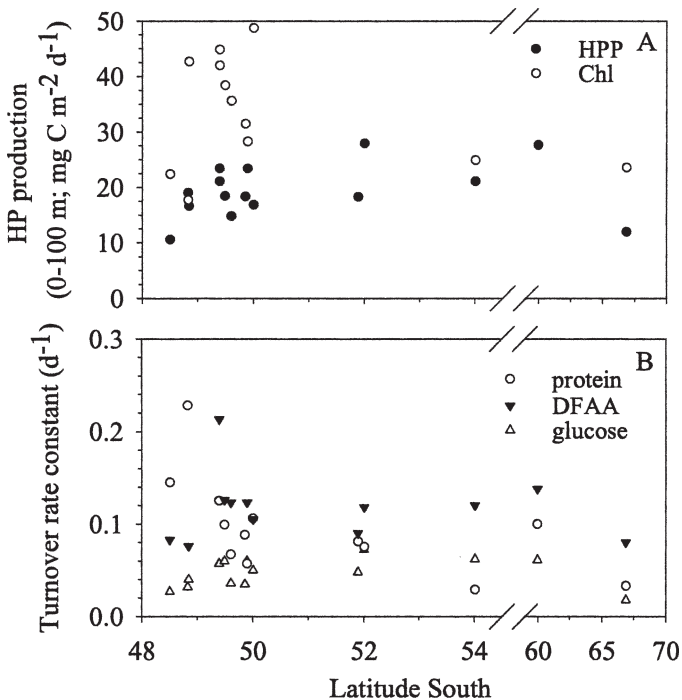 HP production
(0-100 m; mg C m-2 d-1)
50
40
30
20
10
0
A
HPP
Chl
Turnover rate constant (d-1)
0.3
0.2
0.1
0.0
B
protein
DFAA
glucose
48 50 52 54 60 65 70
Latitude South